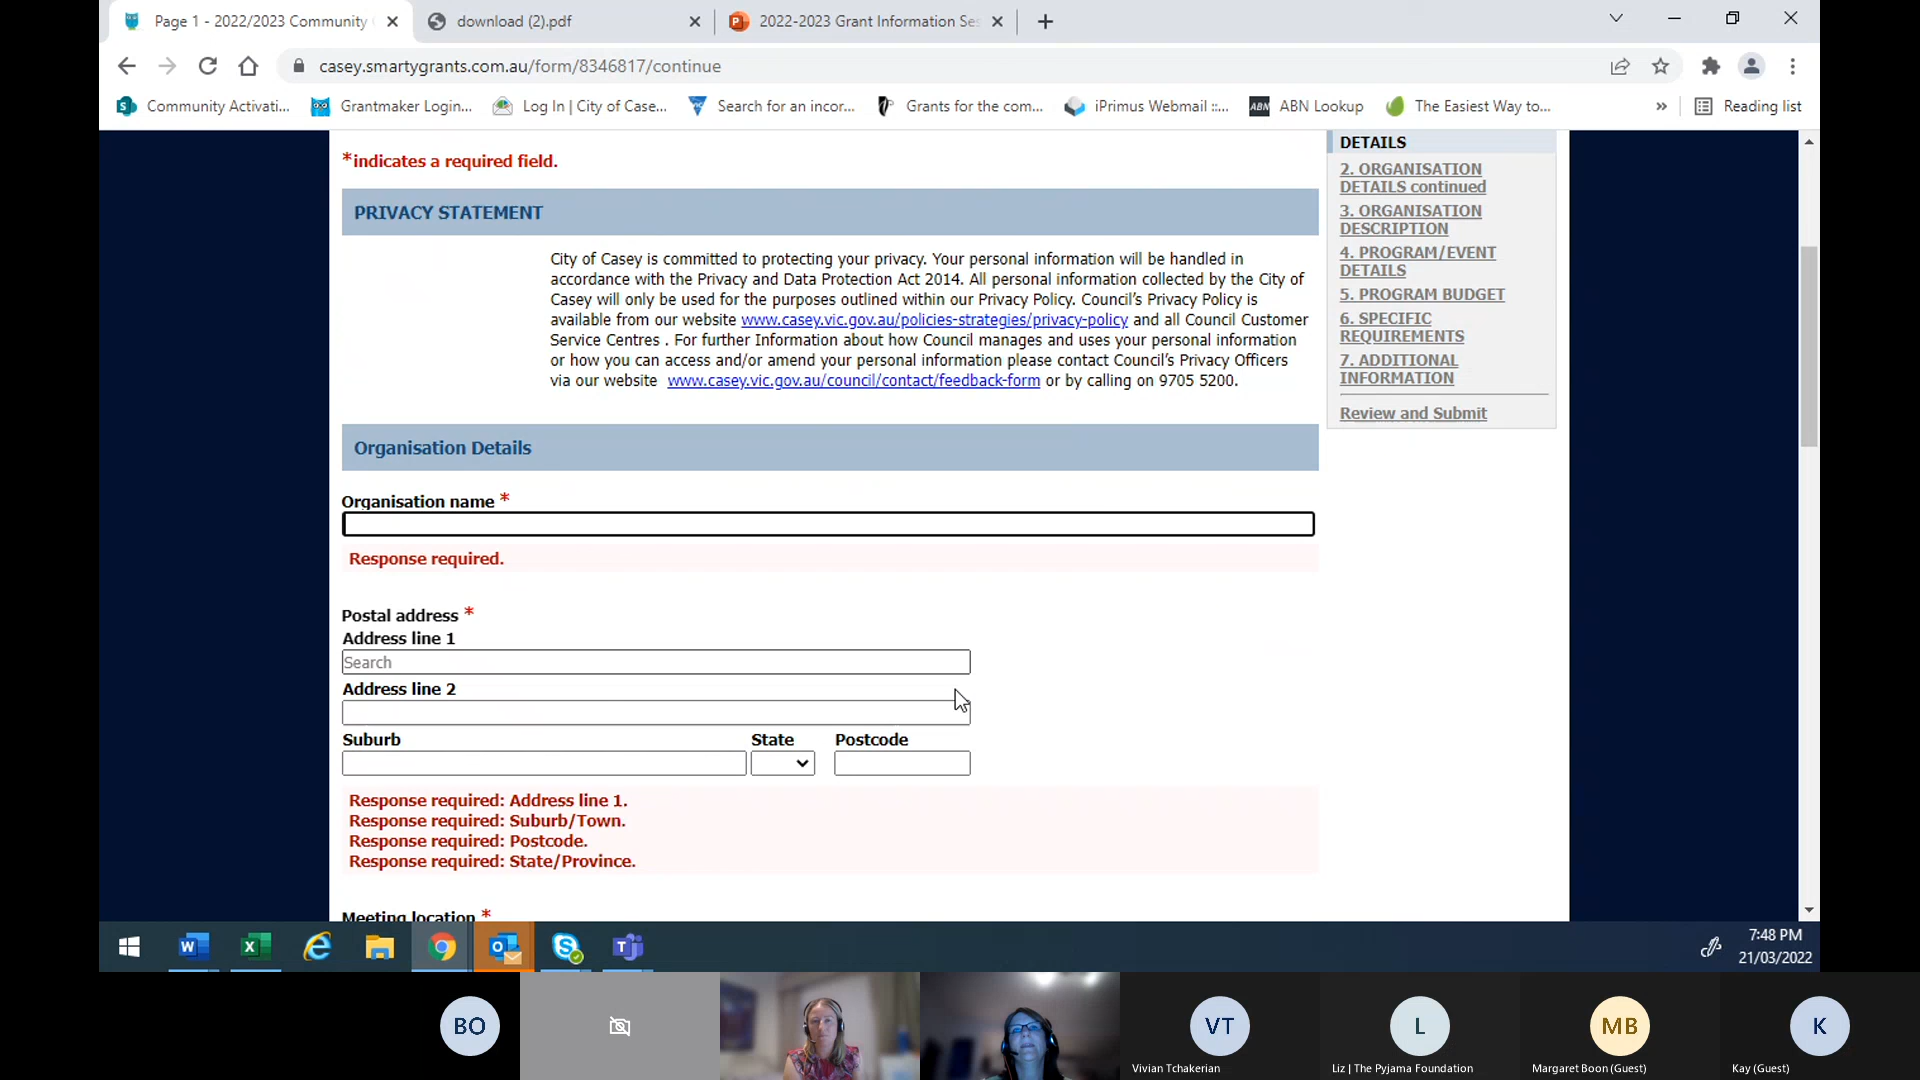 Page 1 - 2022/2023 Community
download (2).pdf
2022-2023 Grant Information Ses
casey.smartygrants.com.au/form/8346817/continue
Community Activati...
Grantmaker Login...
Log In | City of Case...
Search for an incor...
Grants for the com...
iPrimus Webmail ::...
ABN Lookup
The Easiest Way to...
»
Reading list
*indicates a required field.
PRIVACY STATEMENT
City of Casey is committed to protecting your privacy. Your personal information will be handled in
accordance with the Privacy and Data Protection Act 2014. All personal information collected by the City of
Casey will only be used for the purposes outlined within our Privacy Policy. Council's Privacy Policy is
available from our website www.casey.vic.gov.au/policies-strategies/privacy-policy and all Council Customer
Service Centres . For further Information about how Council manages and uses your personal information
or how you can access and/or amend your personal information please contact Council's Privacy Officers
via our website www.casey.vic.gov.au/council/contact/feedback-form or by calling on 9705 5200.
DETAILS
2. ORGANISATION
DETAILS continued
3. ORGANISATION
DESCRIPTION
4. PROGRAM/EVENT
DETAILS
5. PROGRAM BUDGET
6. SPECIFIC
REQUIREMENTS
7. ADDITIONAL
INFORMATION
Review and Submit
Organisation Details
Organisation name *
Response required.
Postal address *
Address line 1
Search
Address line 2
Suburb State Postcode
Response required: Address line 1.
Response required: Suburb/Town.
Response required: Postcode.
Response required: State/Province.
Meeting location *
7:48 PM
21/03/2022
BO
VT
L
MB
K
Vivian Tchakerian
Liz | The Pyjama Foundation
Margaret Boon (Guest)
Kay (Guest)